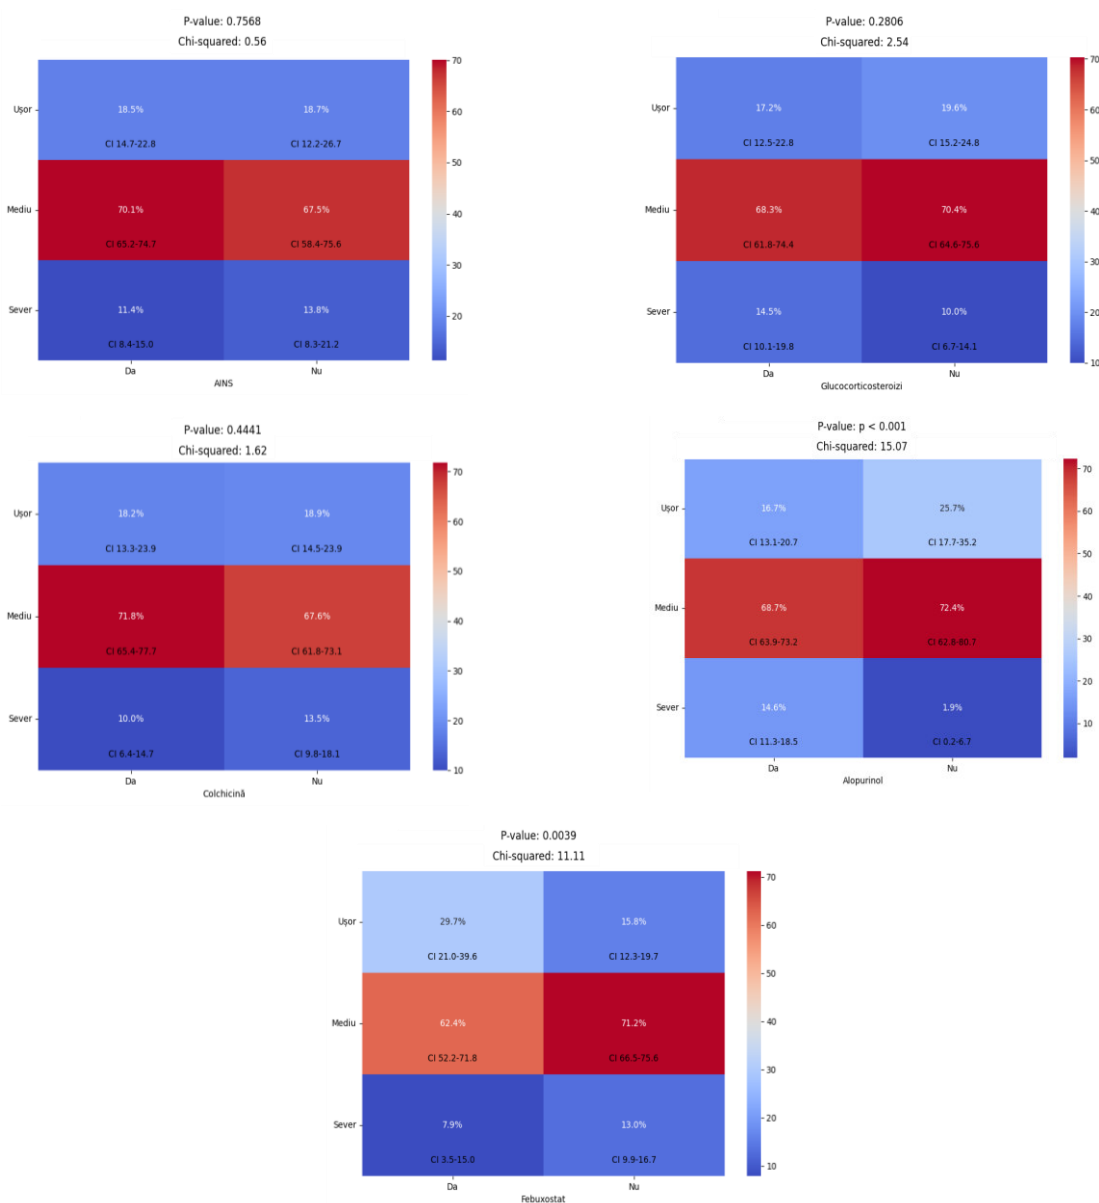 P-value: 0.7568
Chi-squared: 0.56
Ușor
Mediu
Sever
18.5%
18.7%
CI 14.7-22.8
CI 12.2-26.7
70.1%
67.5%
CI 65.2-74.7
CI 58.4-75.6
11.4%
13.8%
CI 8.4-15.0
CI 8.3-21.2
Da
Nu
AINS
70
60
50
40
30
20
P-value: 0.2806
Chi-squared: 2.54
Ușor
Mediu
Sever
17.2%
19.6%
CI 12.5-22.8
CI 15.2-24.8
68.3%
70.4%
CI 61.8-74.4
CI 64.6-75.6
14.5%
10.0%
CI 10.1-19.8
CI 6.7-14.1
Da
Nu
Glucocorticosteroizi
70
60
50
40
30
20
10
P-value: 0.4441
Chi-squared: 1.62
Ușor
Mediu
Sever
18.2%
18.9%
CI 13.3-23.9
CI 14.5-23.9
71.8%
67.6%
CI 65.4-77.7
CI 61.8-73.1
10.0%
13.5%
CI 6.4-14.7
CI 9.8-18.1
Da
Nu
Colchicină
70
60
50
40
30
20
10
P-value: p < 0.001
Chi-squared: 15.07
Ușor
Mediu
Sever
16.7%
25.7%
CI 13.1-20.7
CI 17.7-35.2
68.7%
72.4%
CI 63.9-73.2
CI 62.8-80.7
14.6%
1.9%
CI 11.3-18.5
CI 0.2-6.7
Da
Nu
Alopurinol
70
60
50
40
30
20
10
P-value: 0.0039
Chi-squared: 11.11
Ușor
Mediu
Sever
29.7%
15.8%
CI 21.0-39.6
CI 12.3-19.7
62.4%
71.2%
CI 52.2-71.8
CI 66.5-75.6
7.9%
13.0%
CI 3.5-15.0
CI 9.9-16.7
Da
Nu
Febuxostat
70
60
50
40
30
20
10